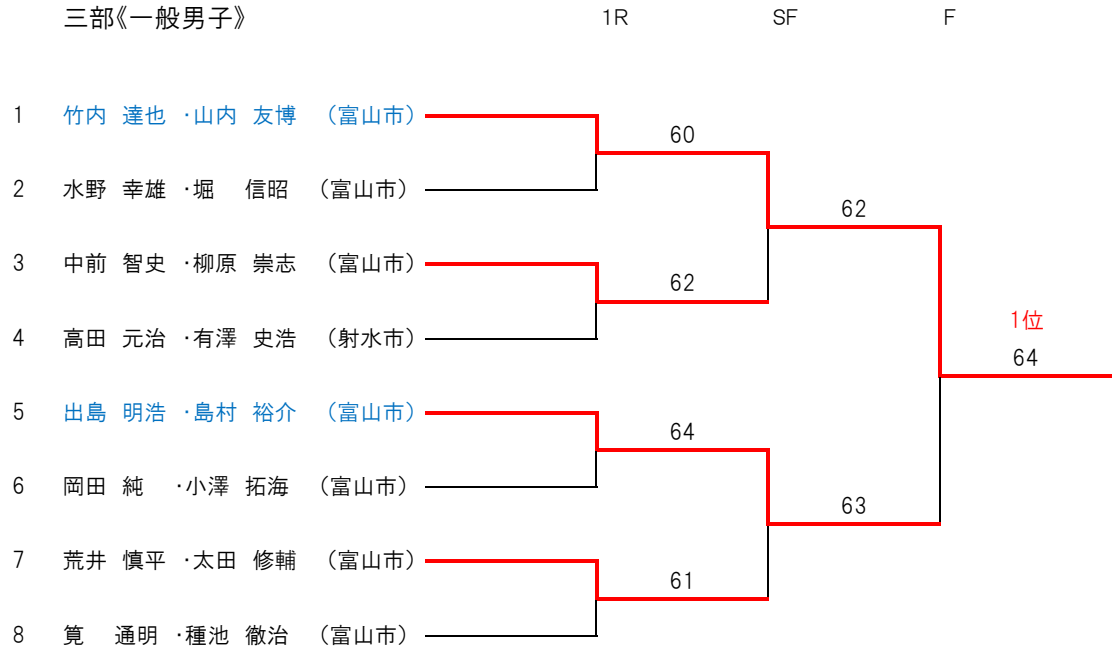 三部《一般男子》 1R SF F
1 竹内 達也 ・山内 友博 (富山市)
60
2 水野 幸雄 ・堀 信昭 (富山市)
62
3 中前 智史 ・柳原 崇志 (富山市)
62
4 高田 元治 ・有澤 史浩 (射水市)
1位
64
5 出島 明浩 ・島村 裕介 (富山市)
64
6 岡田 純 ・小澤 拓海 (富山市)
63
7 荒井 慎平 ・太田 修輔 (富山市)
61
8 筧 通明 ・種池 徹治 (富山市)